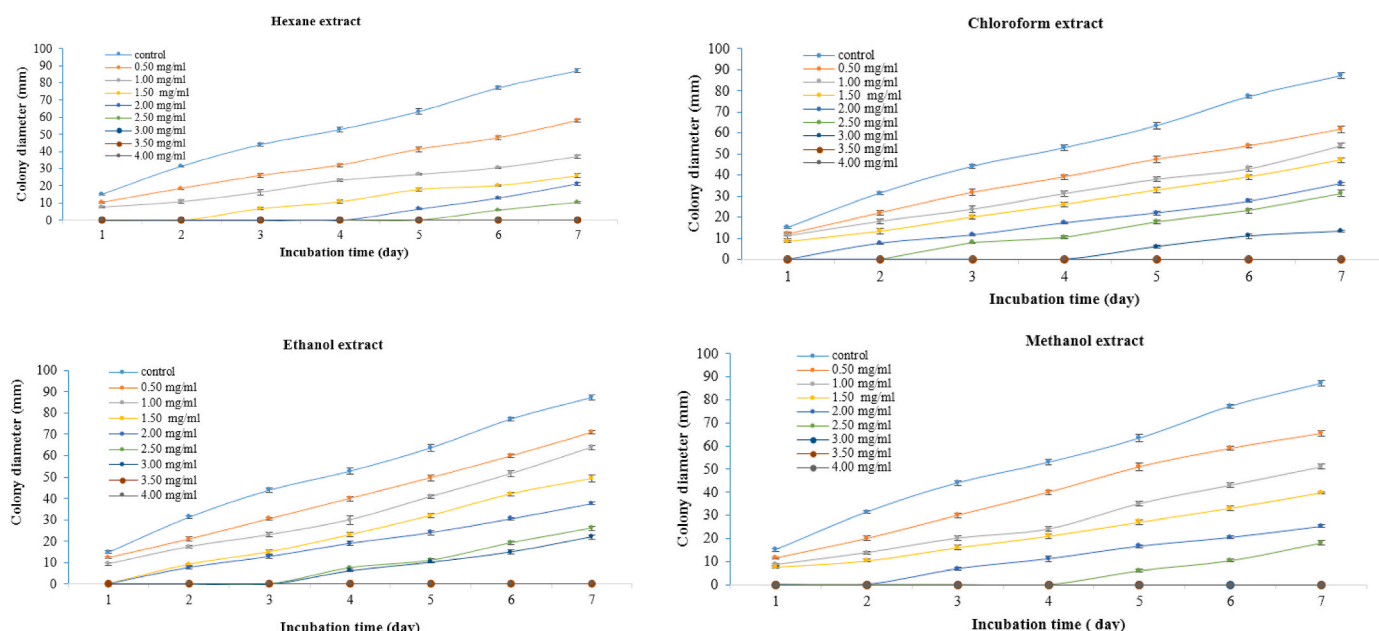 Hexane extract
100
90
80
70
60
50
40
30
20
10
0
Colony diameter (mm)
control
0.50 mg/ml
1.00 mg/ml
1.50 mg/ml
2.00 mg/ml
2.50 mg/ml
3.00 mg/ml
3.50 mg/ml
4.00 mg/ml
1 2 3 4 5 6 7
Incubation time (day)
Chloroform extract
100
90
80
70
60
50
40
30
20
10
0
Colony diameter (mm)
control
0.50 mg/ml
1.00 mg/ml
1.50 mg/ml
2.00 mg/ml
2.50 mg/ml
3.00 mg/ml
3.50 mg/ml
4.00 mg/ml
1 2 3 4 5 6 7
Incubation time (day)
Ethanol extract
100
90
80
70
60
50
40
30
20
10
0
Colony diameter (mm)
control
0.50 mg/ml
1.00 mg/ml
1.50 mg/ml
2.00 mg/ml
2.50 mg/ml
3.00 mg/ml
3.50 mg/ml
4.00 mg/ml
1 2 3 4 5 6 7
Incubation time (day)
Methanol extract
100
90
80
70
60
50
40
30
20
10
0
Colony diameter (mm)
control
0.50 mg/ml
1.00 mg/ml
1.50 mg/ml
2.00 mg/ml
2.50 mg/ml
3.00 mg/ml
3.50 mg/ml
4.00 mg/ml
1 2 3 4 5 6 7
Incubation time ( day)